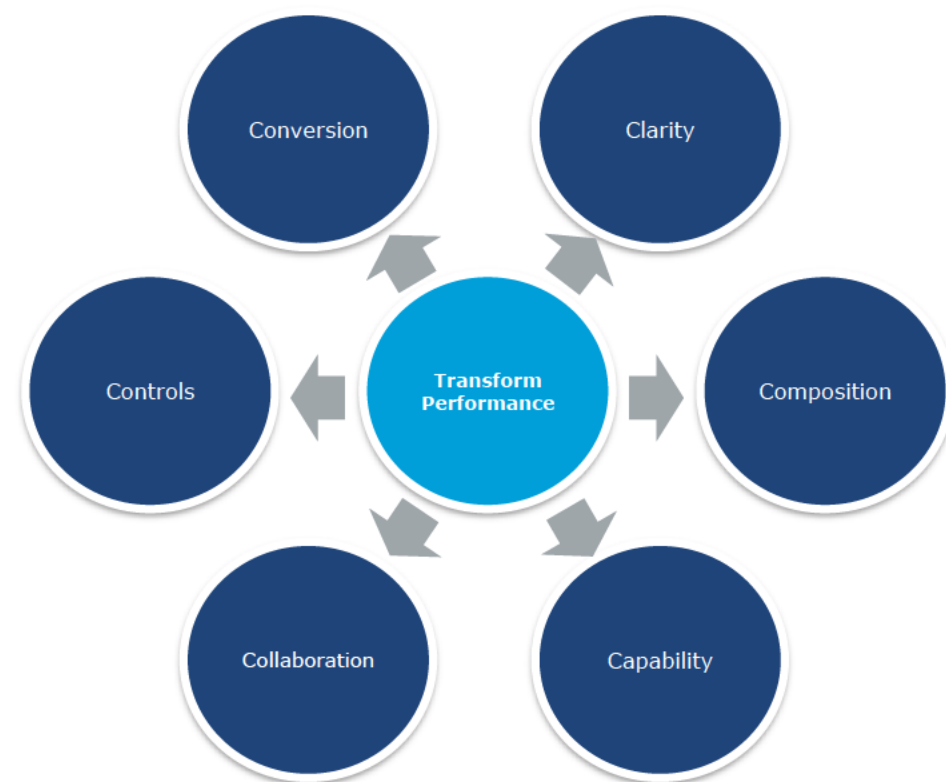 Conversion
Clarity
Controls
Transform
Performance
Composition
Collaboration
Capability